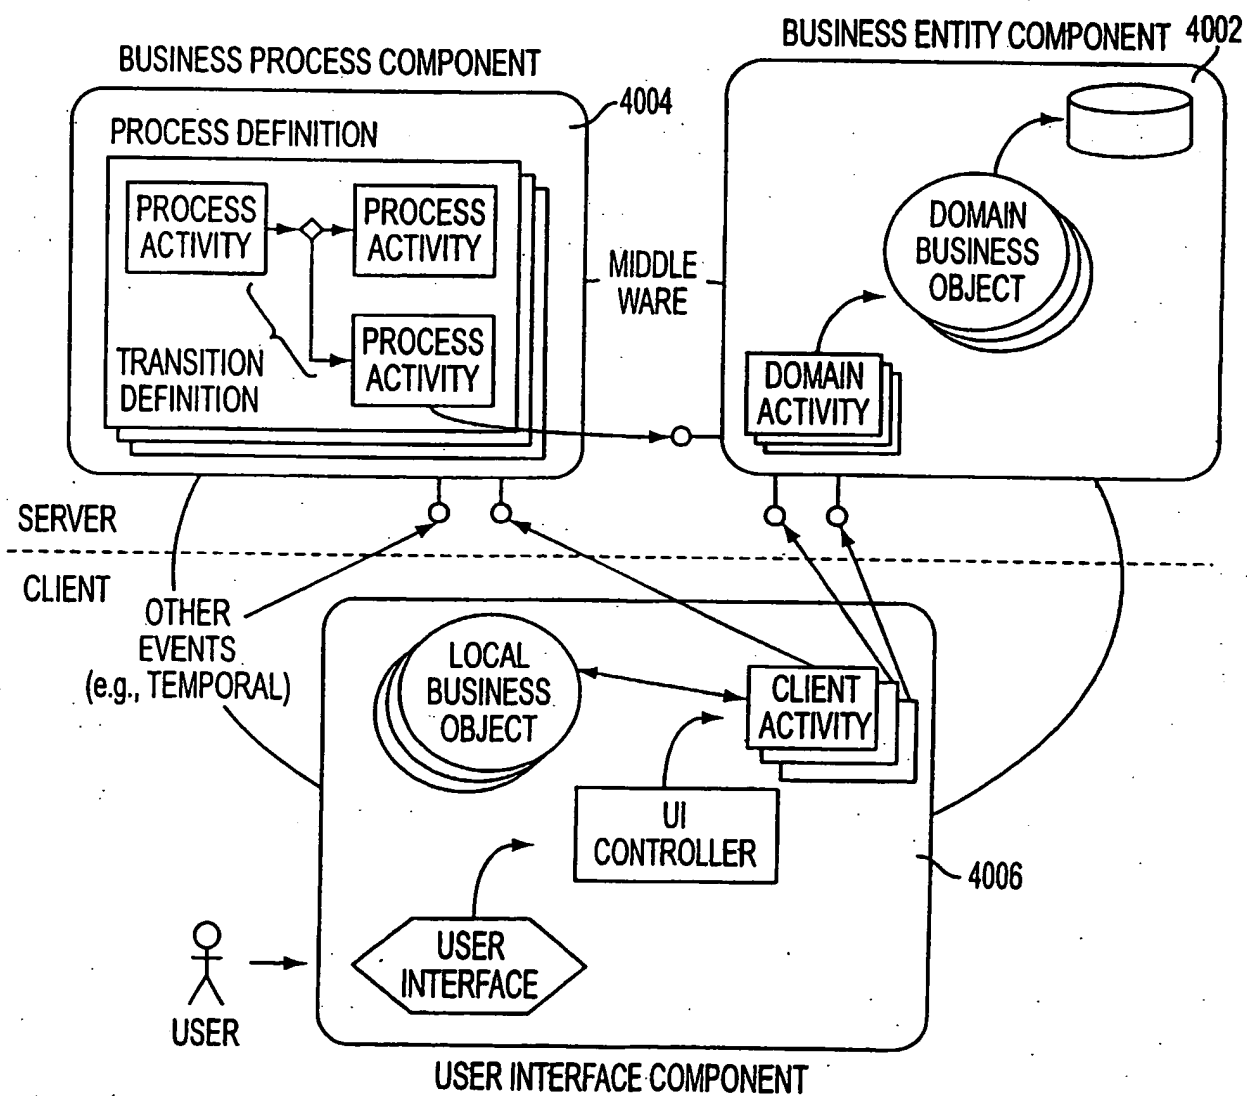 BUSINESS ENTITY COMPONENT
4002
BUSINESS PROCESS COMPONENT
4004
PROCESS DEFINITION
PROCESS
ACTIVITY
PROCESS
ACTIVITY
PROCESS
ACTIVITY
TRANSITION
DEFINITION
MIDDLE
WARE
DOMAIN
BUSINESS
OBJECT
DOMAIN
ACTIVITY
SERVER
CLIENT
OTHER
EVENTS
(e.g., TEMPORAL)
LOCAL
BUSINESS
OBJECT
CLIENT
ACTIVITY
UI
CONTROLLER
4006
USER
INTERFACE
USER
USER INTERFACE COMPONENT